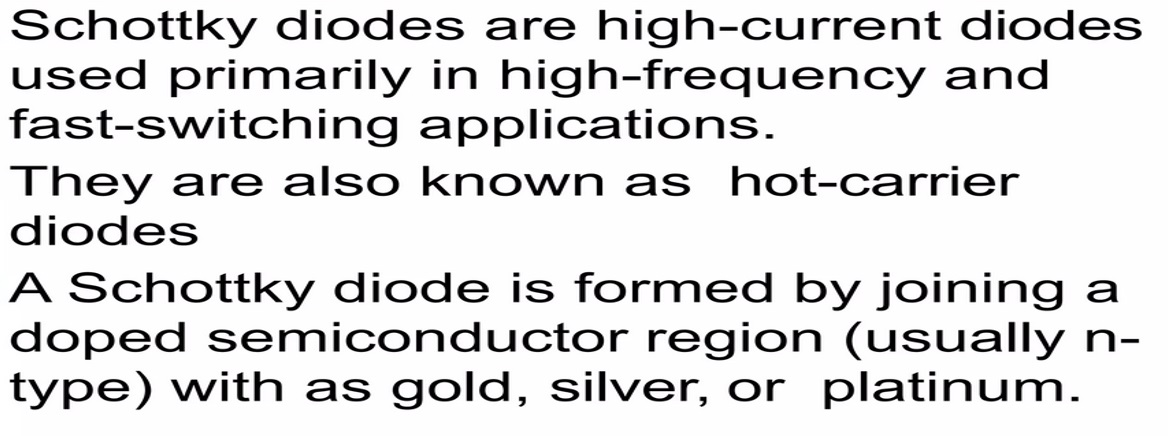 Schottky diodes are high-current diodes
used primarily in high-frequency and
fast-switching applications.
They are also known as  hot-carrier
diodes
A Schottky diode is formed by joining a
doped semiconductor region (usually n-
type) with as gold, silver, or  platinum.